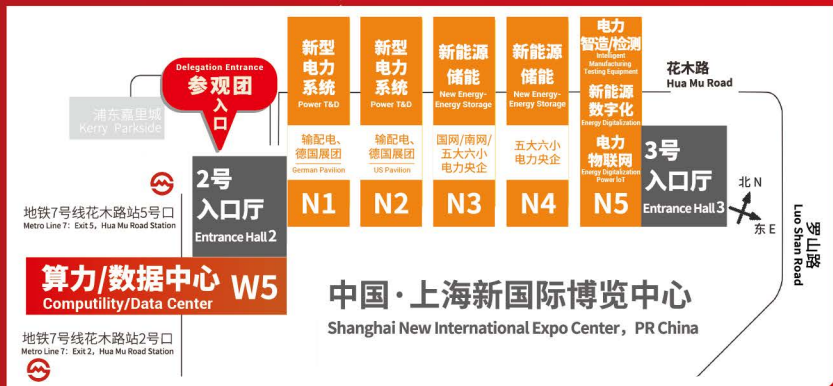 Delegation Entrance
参观团
入
口
浦东嘉里城
Kerry Parkside
地铁7号线花木路站5号口
Metro Line 7: Exit 5, Hua Mu Road Station
2号
入口厅
Entrance Hall 2
算力/数据中心
Computility/Data Center
W5
地铁7号线花木路站2号口
Metro Line 7: Exit 2, Hua Mu Road Station
新型
电力
系统
Power T&D
输配电、
德国展团
German Pavilion
N1
新型
电力
系统
Power T&D
输配电、
德国展团
US Pavilion
N2
新能源
储能
New Energy-
Energy Storage
国网/南网/
五大六小
电力央企
N3
新能源
储能
New Energy-
Energy Storage
五大六小
电力央企
N4
电力
智造/检测
Intelligent
Manufacturing
Testing Equipment
新能源
数字化
Energy Digitalization
电力
物联网
Energy Digitalization
Power IoT
N5
3号
入口厅
Entrance Hall 3
花木路
Hua Mu Road
北 N
东 E
罗山路
Luo Shan Road
中国·上海新国际博览中心
Shanghai New International Expo Center, PR China